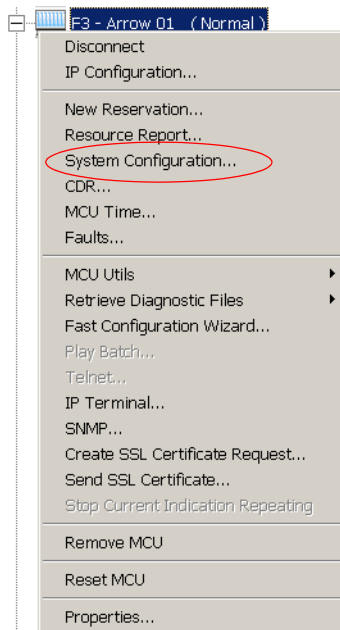 F3 - Arrow 01 ( Normal )
Disconnect
IP Configuration...
New Reservation...
Resource Report...
System Configuration...
CDR...
MCU Time...
Faults...
MCU Utils
Retrieve Diagnostic Files
Fast Configuration Wizard...
Play Batch...
Telnet...
IP Terminal...
SNMP...
Create SSL Certificate Request...
Send SSL Certificate...
Stop Current Indication Repeating
Remove MCU
Reset MCU
Properties...